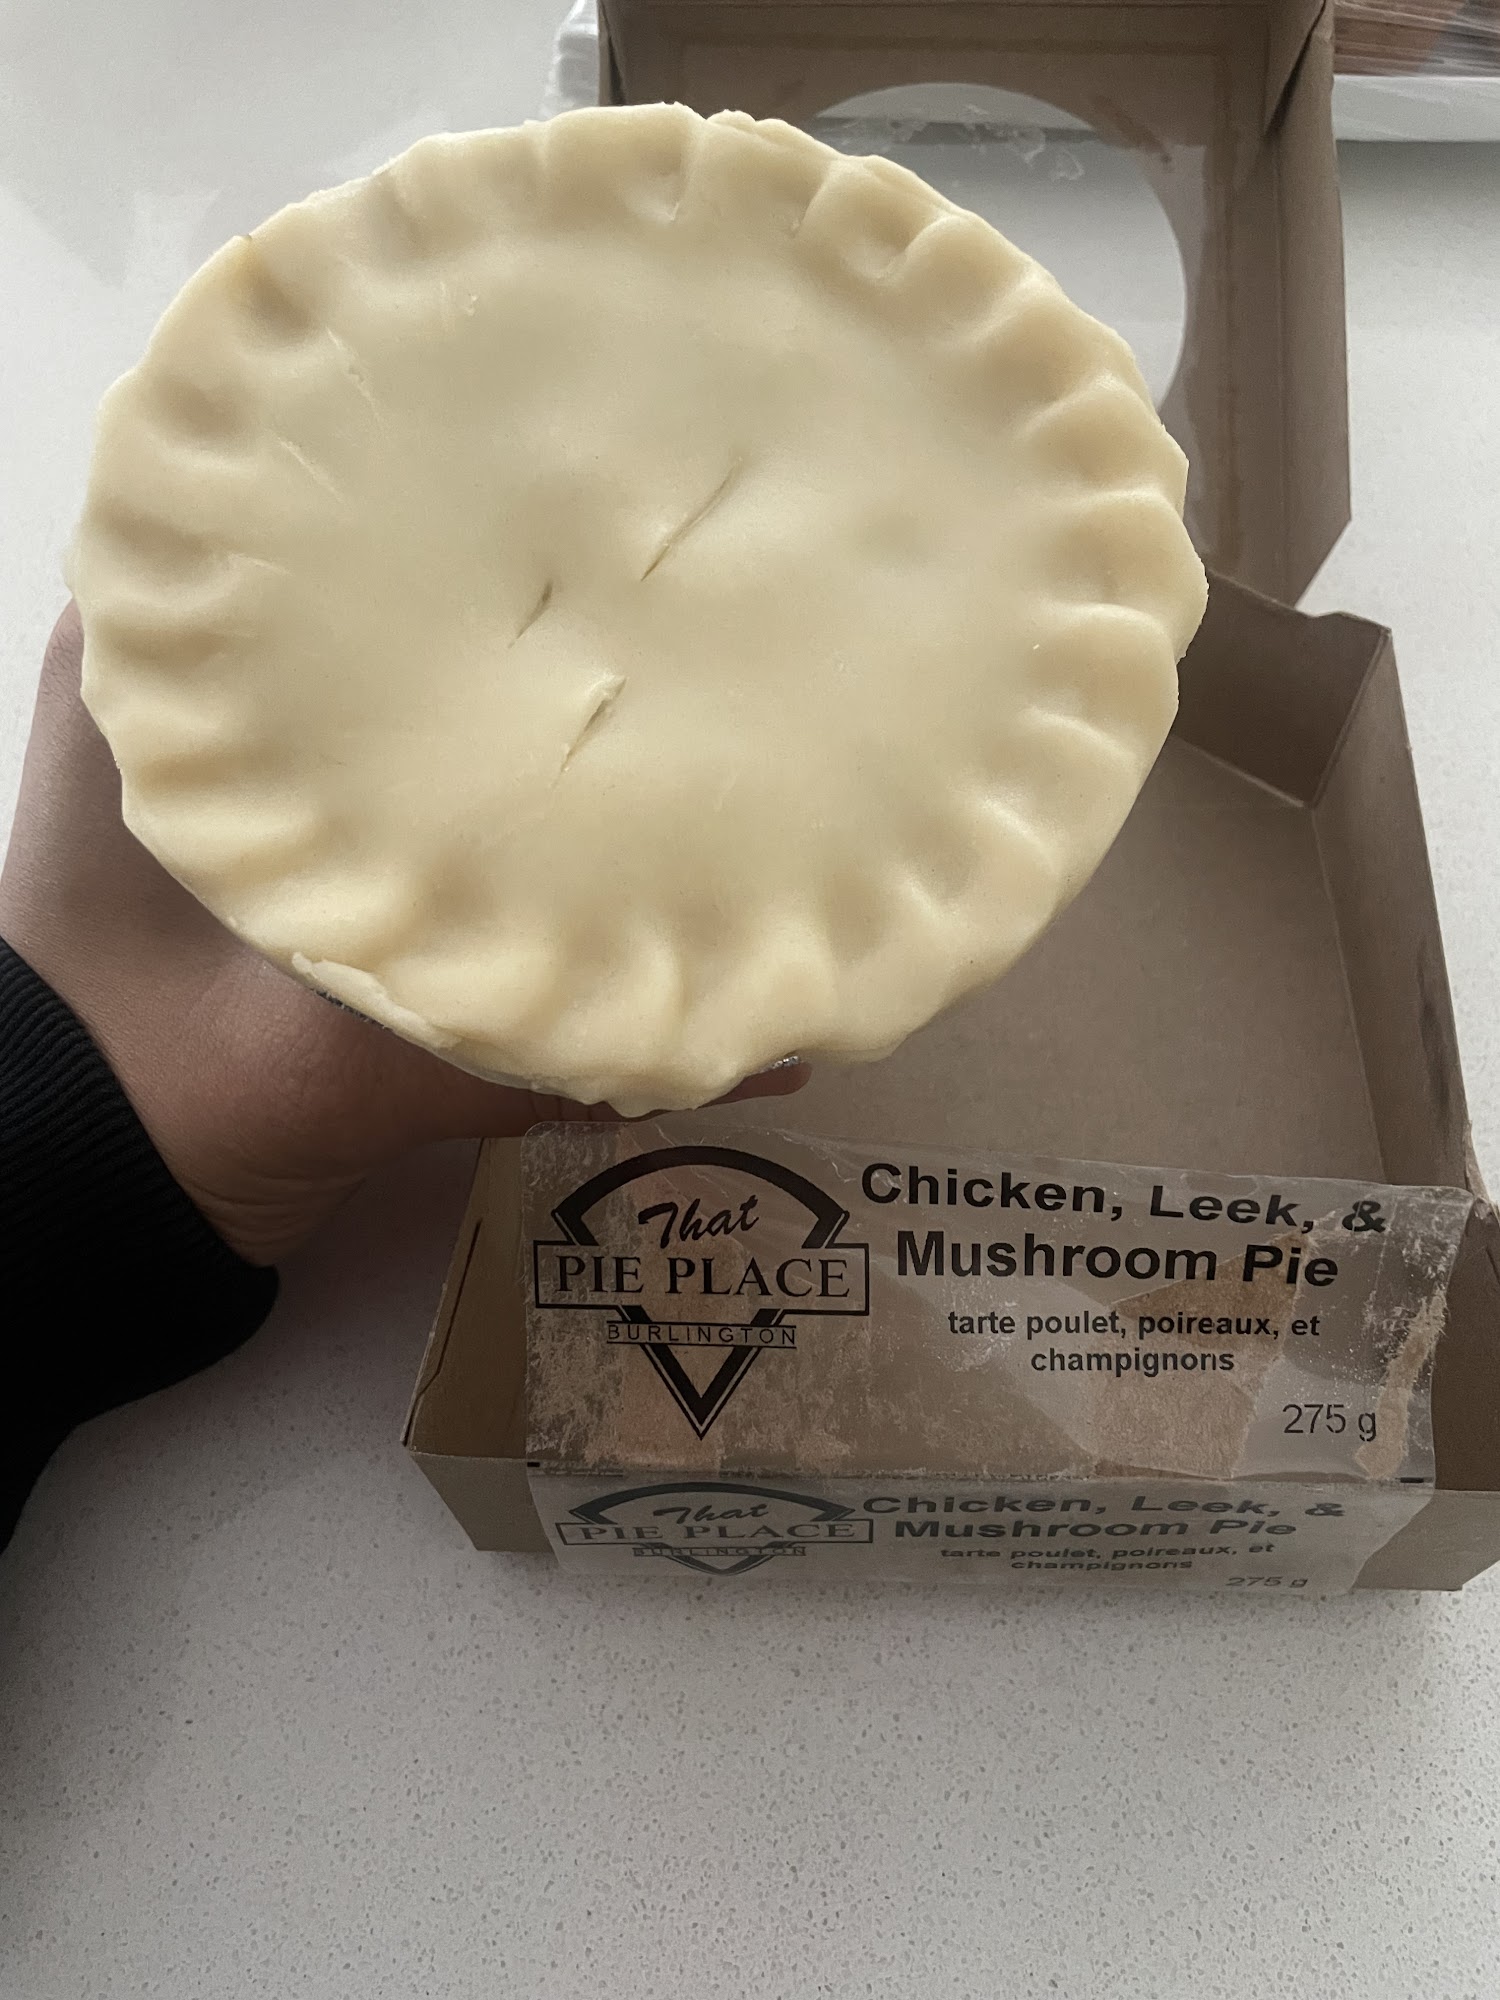 That
PIE PLACE
BURLINGTON
Chicken, Leek, &
Mushroom Pie
tarte poulet, poireaux, et
champignons
275 g
That
PIE PLACE
BURLINGTON
Chicken, Leek, &
Mushroom Pie
tarte poulet, poireaux, et
champignons
275 g